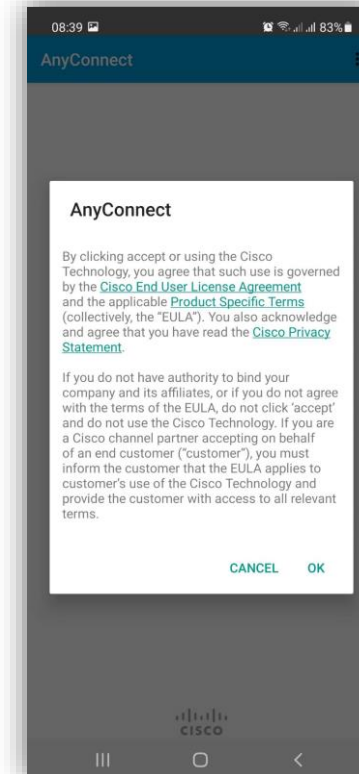 08:39 83%
AnyConnect
AnyConnect
By clicking accept or using the Cisco
Technology, you agree that such use is governed
by the Cisco End User License Agreement
and the applicable Product Specific Terms
(collectively, the “EULA”). You also acknowledge
and agree that you have read the Cisco Privacy
Statement.
If you do not have authority to bind your
company and its affiliates, or if you do not agree
with the terms of the EULA, do not click ‘accept’
and do not use the Cisco Technology. If you are
a Cisco channel partner accepting on behalf
of an end customer (“customer”), you must
inform the customer that the EULA applies to
customer’s use of the Cisco Technology and
provide the customer with access to all relevant
terms.
CANCEL OK
CISCO